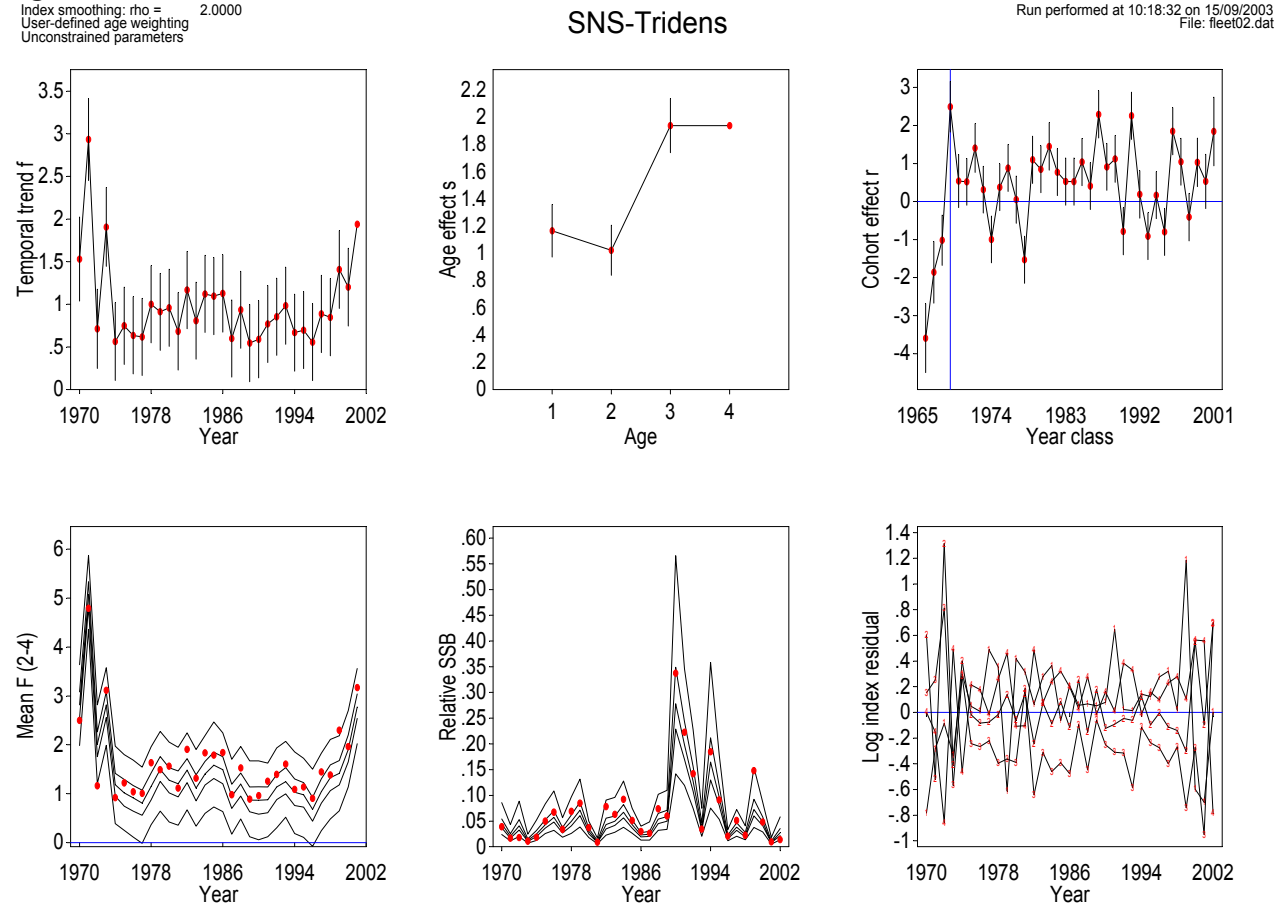 Index smoothing: rho = 2.0000
User-defined age weighting
Unconstrained parameters
SNS-Tridens
Run performed at 10:18:32 on 15/09/2003
File: fleet02.dat
Temporal trend f
3.5
3
2.5
2
1.5
1
.5
0
1970 1978 1986 1994 2002
Year
Age effect s
2.2
2
1.8
1.6
1.4
1.2
1
.8
.6
.4
.2
0
1 2 3 4
Age
Cohort effect r
3
2
1
0
-1
-2
-3
-4
1965 1974 1983 1992 2001
Year class
Mean F (2-4)
6
5
4
3
2
1
0
1970 1978 1986 1994 2002
Year
Relative SSB
.60
.55
.50
.45
.40
.35
.30
.25
.20
.15
.10
.05
0
1970 1978 1986 1994 2002
Year
Log index residual
1.4
1.2
1
.8
.6
.4
.2
0
-.2
-.4
-.6
-.8
-1
1970 1978 1986 1994 2002
Year